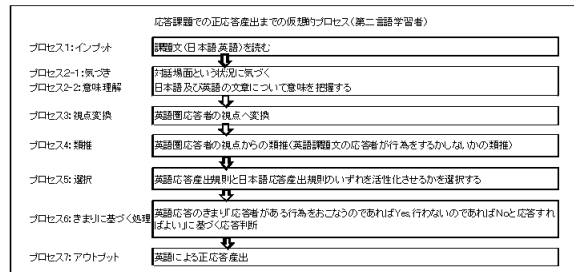 応答課題での正応答産出までの仮想的プロセス(第二言語学習者)
プロセス1:インプット
課題文(日本語,英語)を読む
プロセス2-1:気づき
対話場面という状況に気づく
プロセス2-2:意味理解
日本語及び英語の文章について意味を把握する
プロセス3:視点変換
英語圏応答者の視点へ変換
プロセス4:類推
英語圏応答者の視点からの類推(英語課題文の応答者が行為をするかしないかの類推)
プロセス5:選択
英語応答産出規則と日本語応答産出規則のいずれを活性化させるかを選択する
プロセス6:きまりに基づく処理
英語応答のきまり「応答者がある行為をおこなうのであればYes,行わないのであればNoと応答すればよい」に基づく応答判断
プロセス7:アウトプット
英語による正応答産出